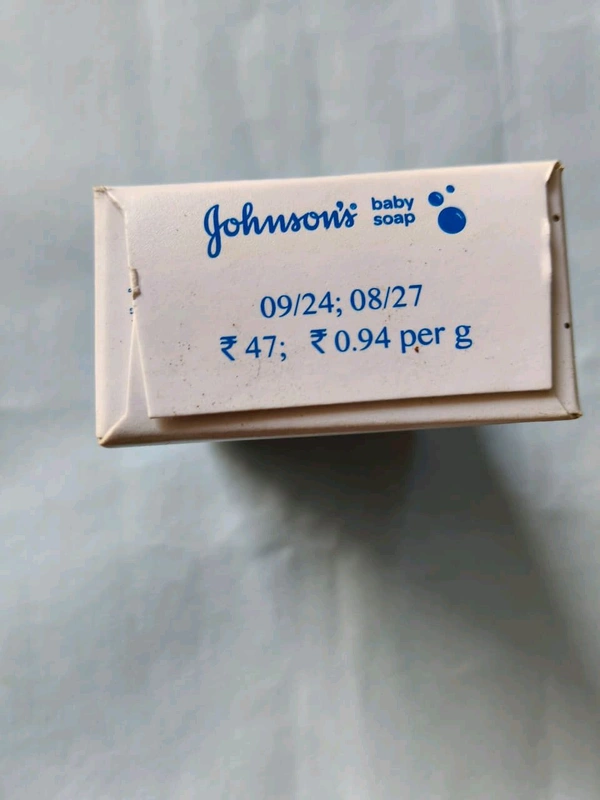 Johnson's® baby soap
09/24; 08/27
₹ 47; ₹ 0.94 per g